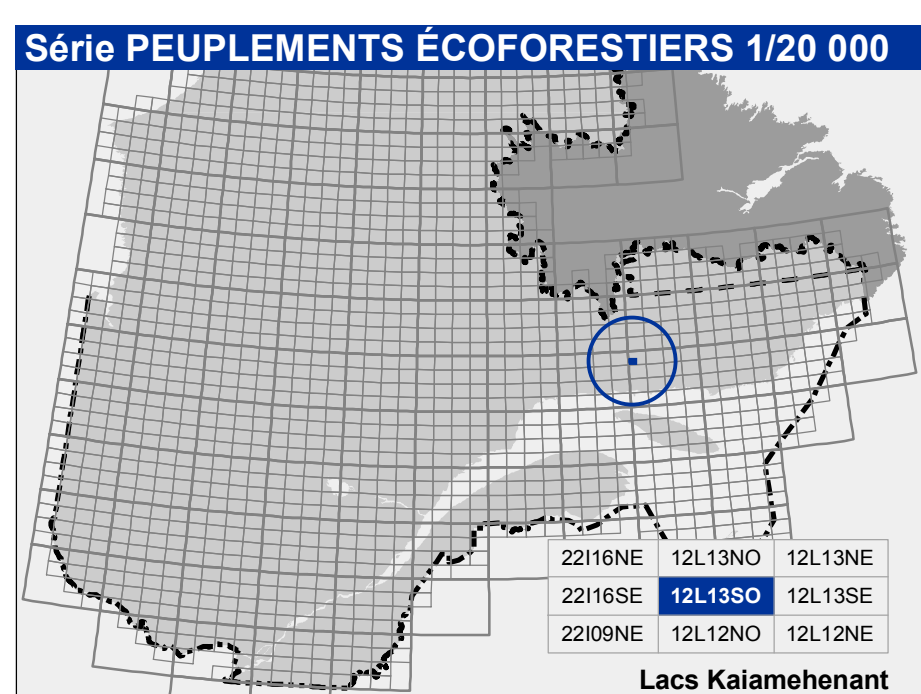 Série PEUPLEMENTS ÉCOFORESTIERS 1/20 000
22I16NE 12L13NO 12L13NE
22I16SE 12L13SO 12L13SE
22I09NE 12L12NO 12L12NE
Lacs Kaiamehenant